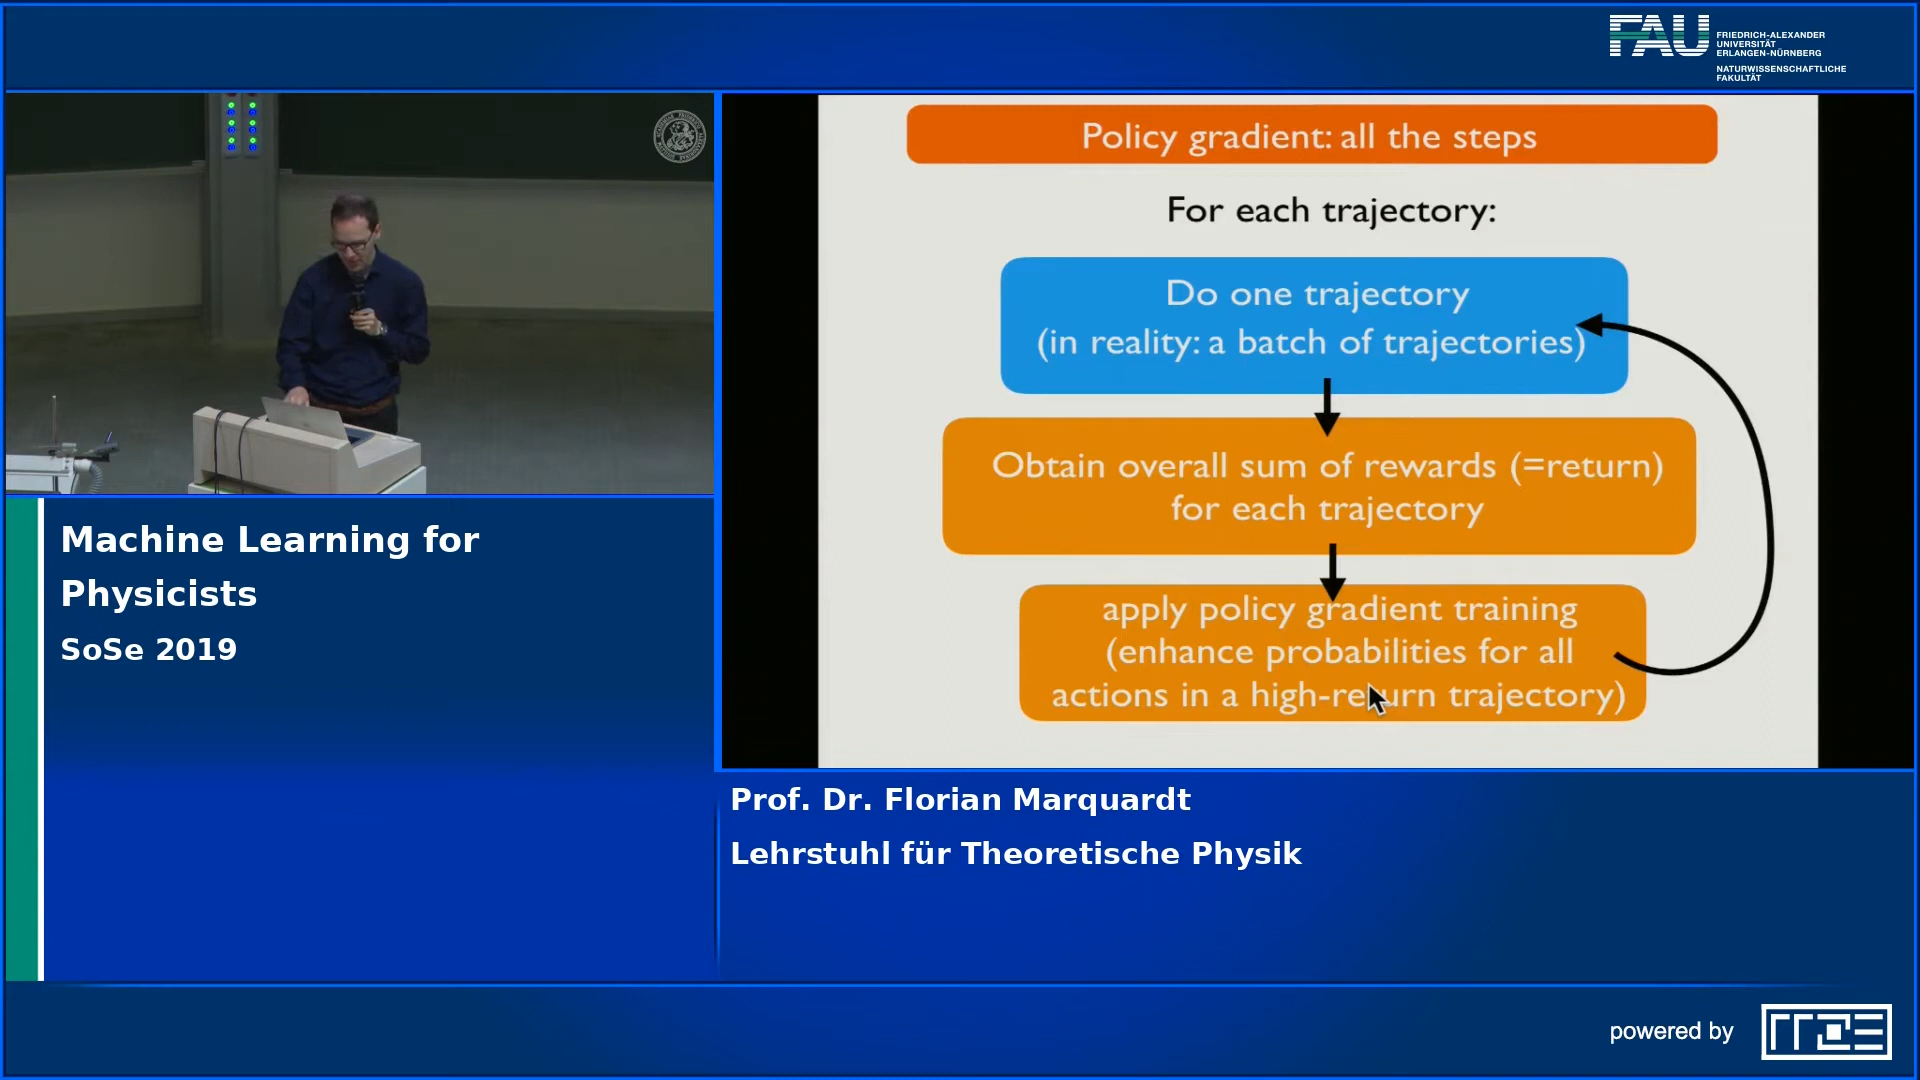 FAU
FRIEDRICH-ALEXANDER
UNIVERSITÄT
ERLANGEN-NÜRNBERG
NATURWISSENSCHAFTLICHE
FAKULTÄT
Policy gradient: all the steps
For each trajectory:
Do one trajectory
(in reality: a batch of trajectories)
Obtain overall sum of rewards (=return)
for each trajectory
apply policy gradient training
(enhance probabilities for all
actions in a high-return trajectory)
Machine Learning for
Physicists
SoSe 2019
Prof. Dr. Florian Marquardt
Lehrstuhl für Theoretische Physik
powered by
rrze